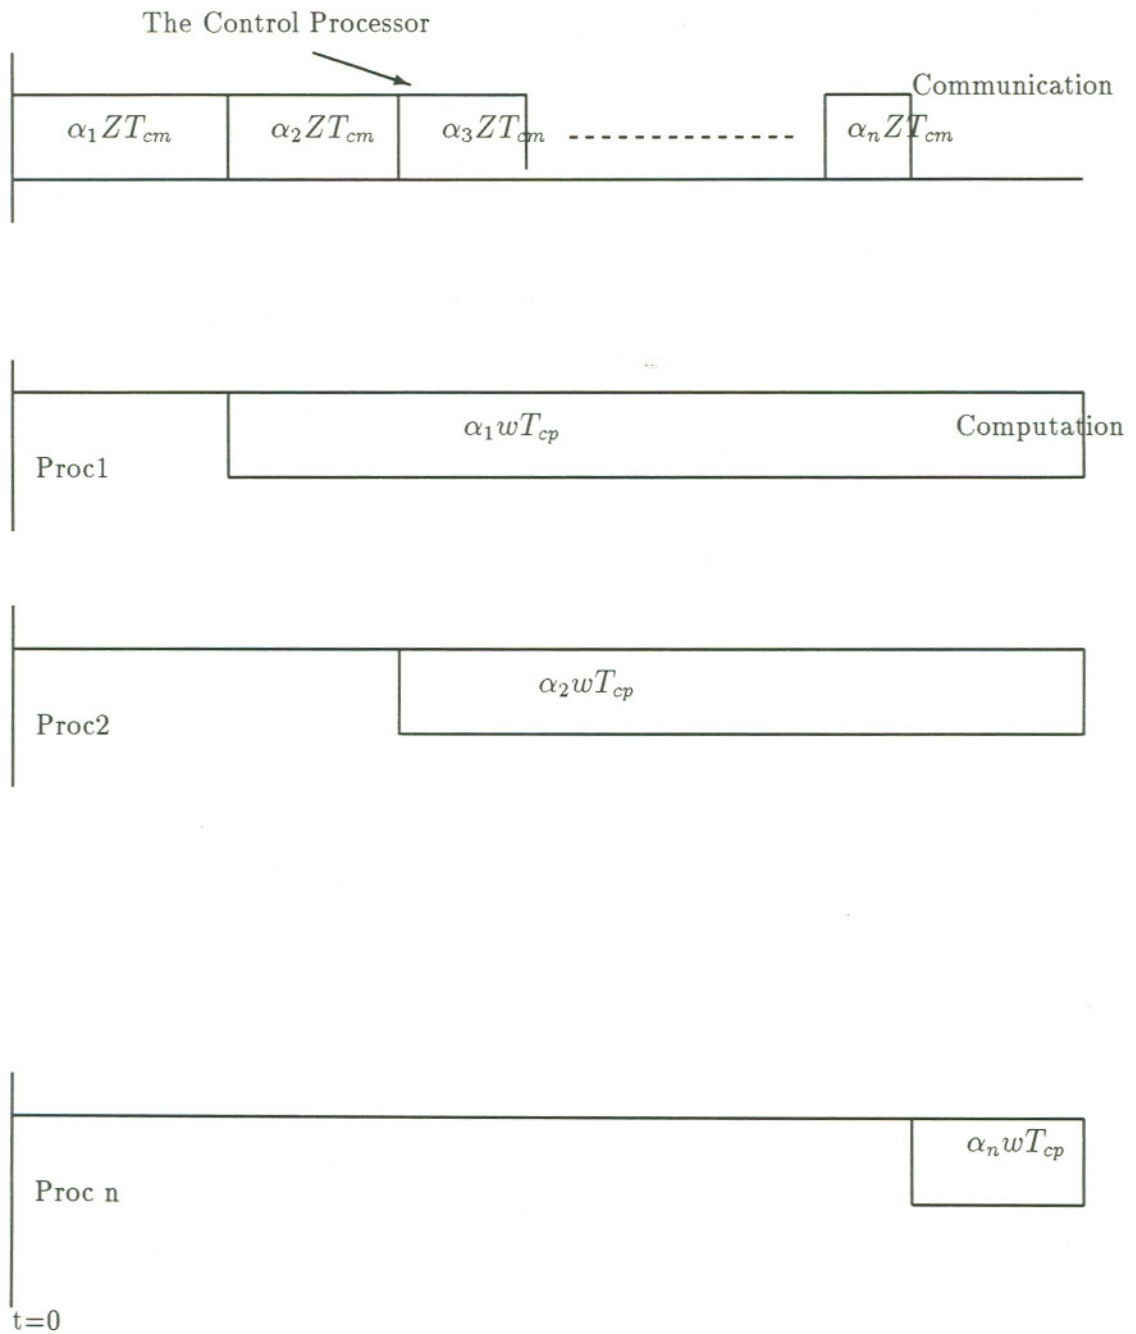 The Control Processor
Communication
α₁ZT_cm α₂ZT_cm α₃ZT_cm α_nZT_cm
α₁wT_cp Computation
Proc1
α₂wT_cp
Proc2
α_nwT_cp
Proc n
t=0